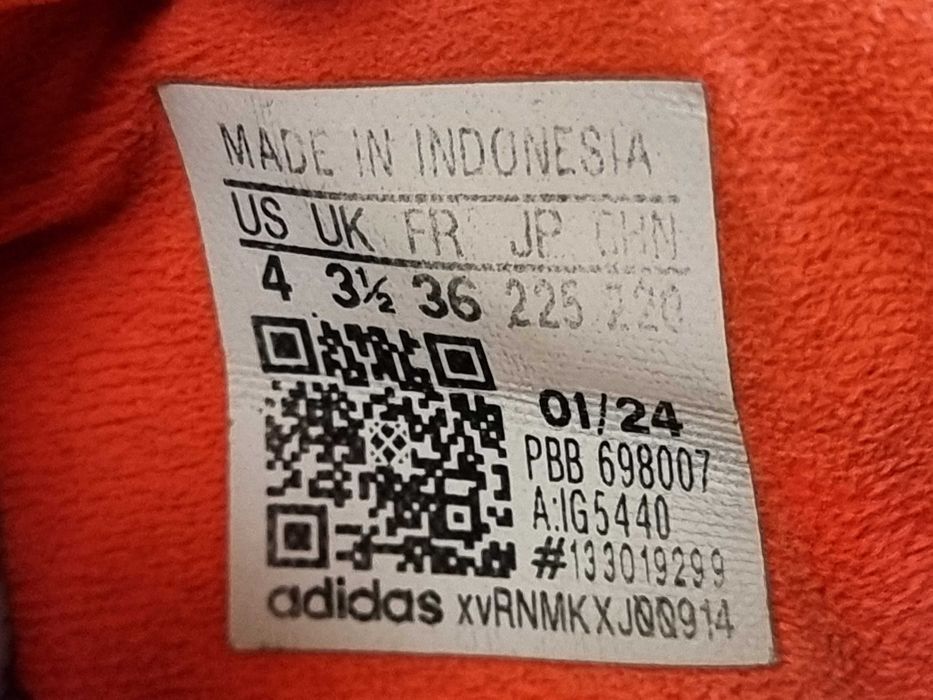 MADE IN INDONESIA
US UK FR JP CHN
4 3½ 36 225 220
01/24
PBB 698007
A:IG5440
#133019299
adidas xvRNMKXJQQ914